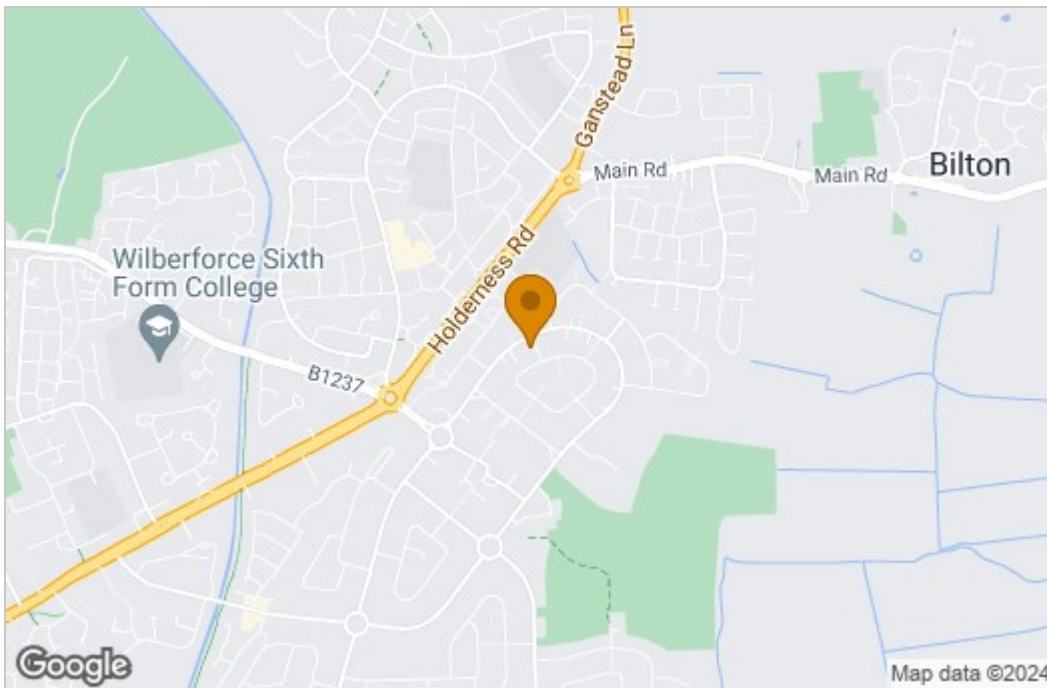 Ganstead Ln
Main Rd
Main Rd
Bilton
Holderness Rd
Wilberforce Sixth
Form College
B1237
Google
Map data ©2024